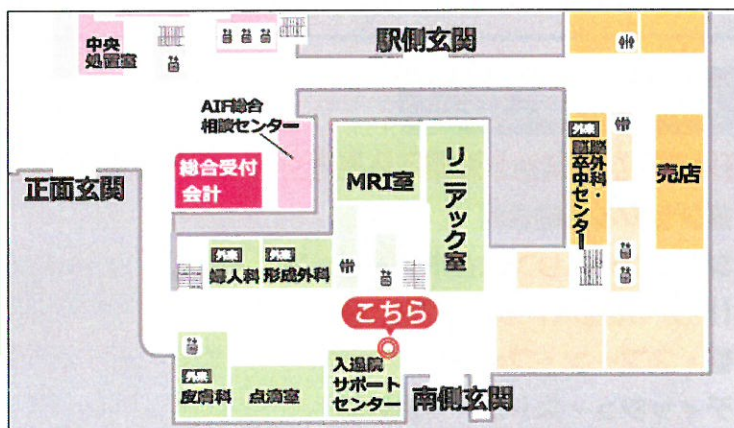 中央
処置室
駅側玄関
AIF総合
相談センター
総合受付
会計
正面玄関
MRI室
リニアック室
外来
脳外科・
脳卒中センター
売店
外来
婦人科
外来
形成外科
こちら
外来
皮膚科
点滴室
入退院
サポート
センター
南側玄関